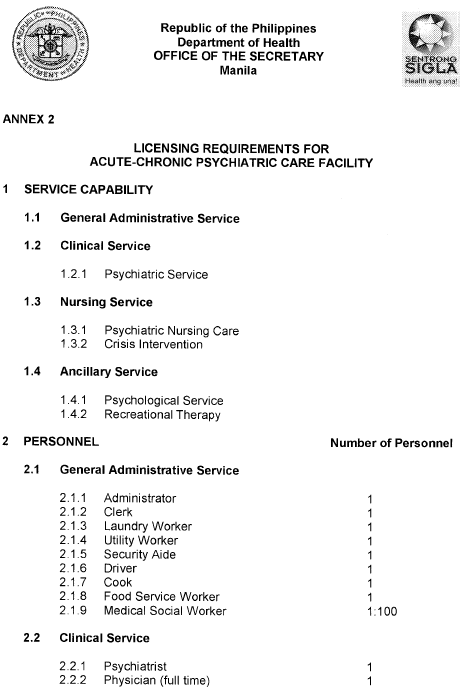 REPUBLIC OF THE PHILIPPINES
DEPARTMENT OF HEALTH
Republic of the Philippines
Department of Health
OFFICE OF THE SECRETARY
Manila
SENTRONG
SIGLA
Health ang una!
ANNEX 2
LICENSING REQUIREMENTS FOR
ACUTE-CHRONIC PSYCHIATRIC CARE FACILITY
1 SERVICE CAPABILITY
1.1 General Administrative Service
1.2 Clinical Service
1.2.1 Psychiatric Service
1.3 Nursing Service
1.3.1 Psychiatric Nursing Care
1.3.2 Crisis Intervention
1.4 Ancillary Service
1.4.1 Psychological Service
1.4.2 Recreational Therapy
2 PERSONNEL Number of Personnel
2.1 General Administrative Service
2.1.1 Administrator 1
2.1.2 Clerk 1
2.1.3 Laundry Worker 1
2.1.4 Utility Worker 1
2.1.5 Security Aide 1
2.1.6 Driver 1
2.1.7 Cook 1
2.1.8 Food Service Worker 1
2.1.9 Medical Social Worker 1:100
2.2 Clinical Service
2.2.1 Psychiatrist 1
2.2.2 Physician (full time) 1